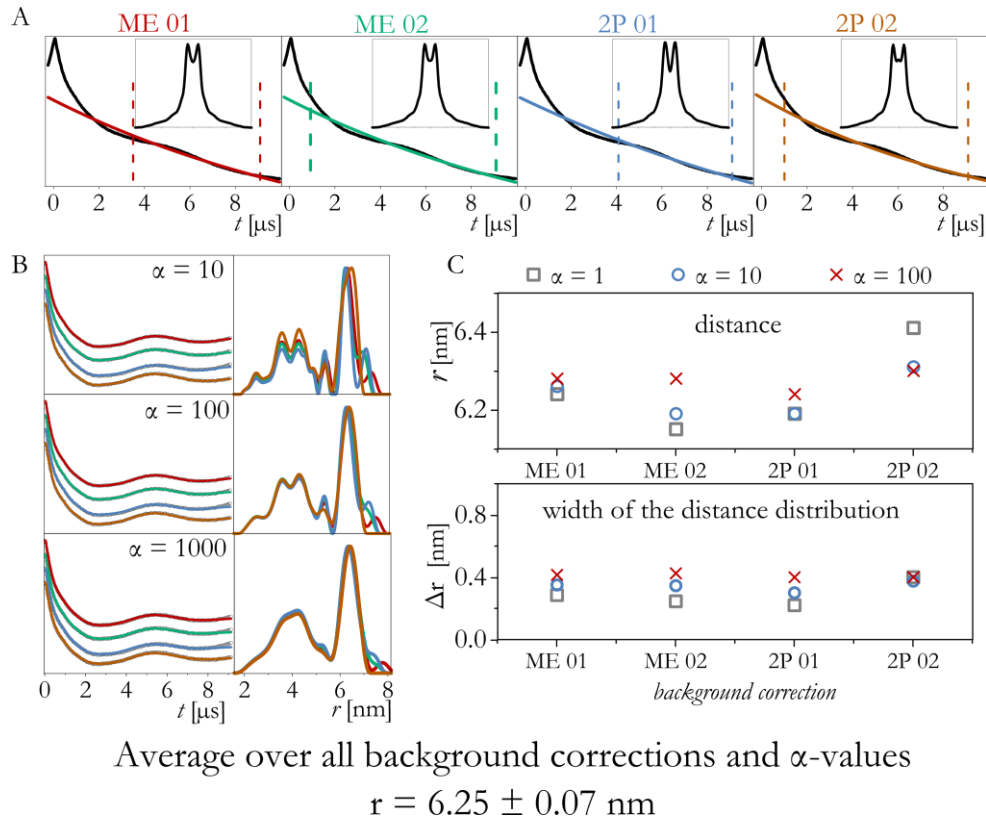 A
ME 01 ME 02 2P 01 2P 02
0 2 4 6 8 0 2 4 6 8 0 2 4 6 8 0 2 4 6 8
t [μs] t [μs] t [μs] t [μs]
B
α = 10
α = 100
α = 1000
0 2 4 6 8 2 4 6 8
t [μs] r [nm]
C
α = 1 α = 10 α = 100
distance
r [nm]
6.4
6.2
ME 01 ME 02 2P 01 2P 02
width of the distance distribution
Δr [nm]
0.8
0.4
0.0
ME 01 ME 02 2P 01 2P 02
background correction
Average over all background corrections and α-values
r = 6.25 ± 0.07 nm